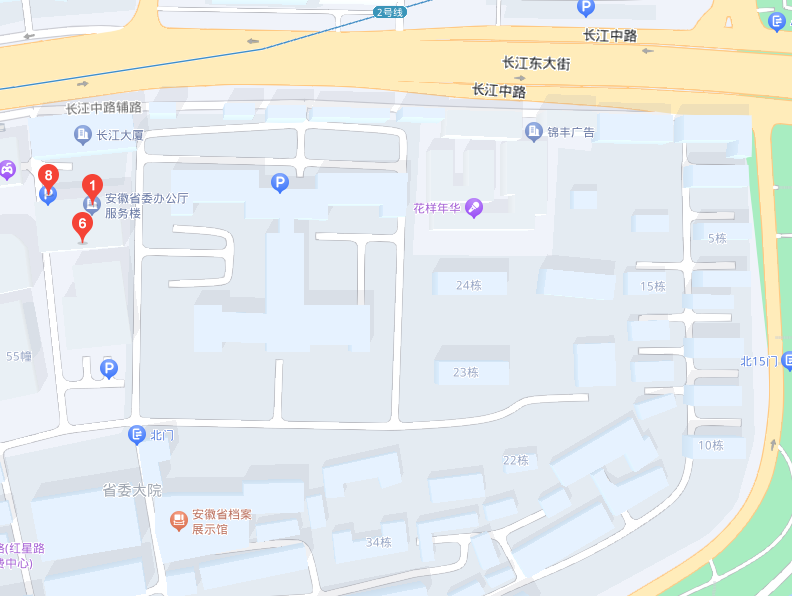 2号线
P
长江中路
长江东大街
长江中路
长江中路辅路
长江大厦
锦丰广告
8
P
1
安徽省委办公厅
服务楼
6
P
花样年华
5栋
24栋
15栋
55幢
P
23栋
北15门
北门
10栋
22栋
省委大院
安徽省档案
展示馆
34栋
路(红星路
费中心)